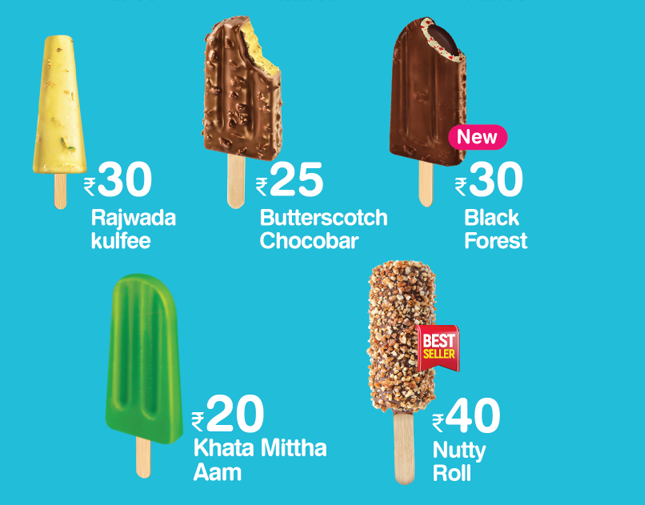 New
₹30
Rajwada
kulfee
₹25
Butterscotch
Chocobar
₹30
Black
Forest
BEST
SELLER
₹20
Khata Mittha
Aam
₹40
Nutty
Roll